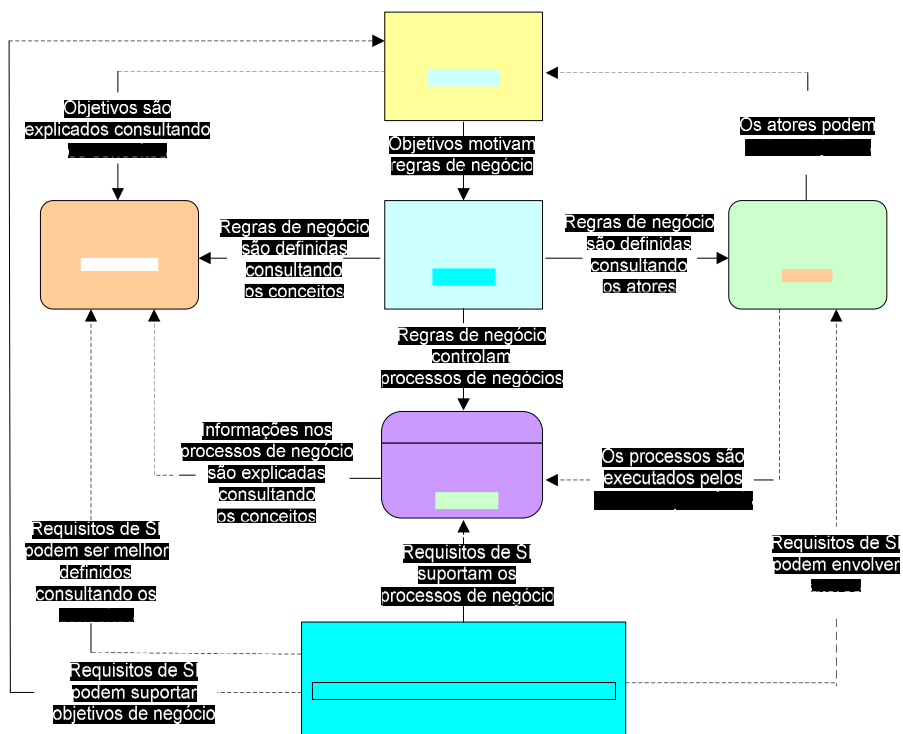 Objetivos são
explicados consultando
Objetivos motivam
regras de negócio
Os atores podem
Regras de negócio
são definidas
consultando
os conceitos
Regras de negócio
são definidas
consultando
os atores
Regras de negócio
controlam
processos de negócios
Informações nos
processos de negócio
são explicadas
consultando
os conceitos
Os processos são
executados pelos
Requisitos de SI
podem ser melhor
definidos
consultando os
Requisitos de SI
suportam os
processos de negócio
Requisitos de SI
podem envolver
Requisitos de SI
podem suportar
objetivos de negócio